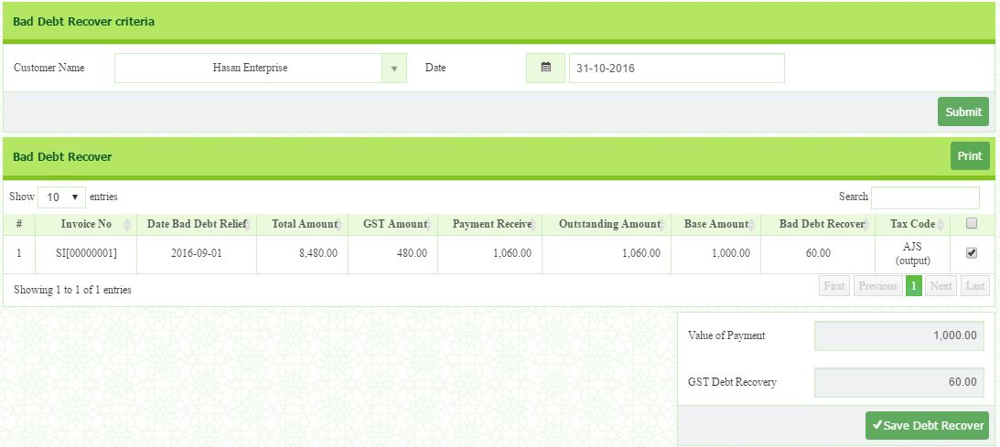 Bad Debt Recover criteria
Customer Name Hasan Enterprise Date 31-10-2016
Submit
Bad Debt Recover Print
Show 10 entries Search
# Invoice No Date Bad Debt Relief Total Amount GST Amount Payment Receive Outstanding Amount Base Amount Bad Debt Recover Tax Code
1 SI[00000001] 2016-09-01 8,480.00 480.00 1,060.00 1,060.00 1,000.00 60.00 AJS
(output)
Showing 1 to 1 of 1 entries First Previous 1 Next Last
Value of Payment 1,000.00
GST Debt Recovery 60.00
Save Debt Recover